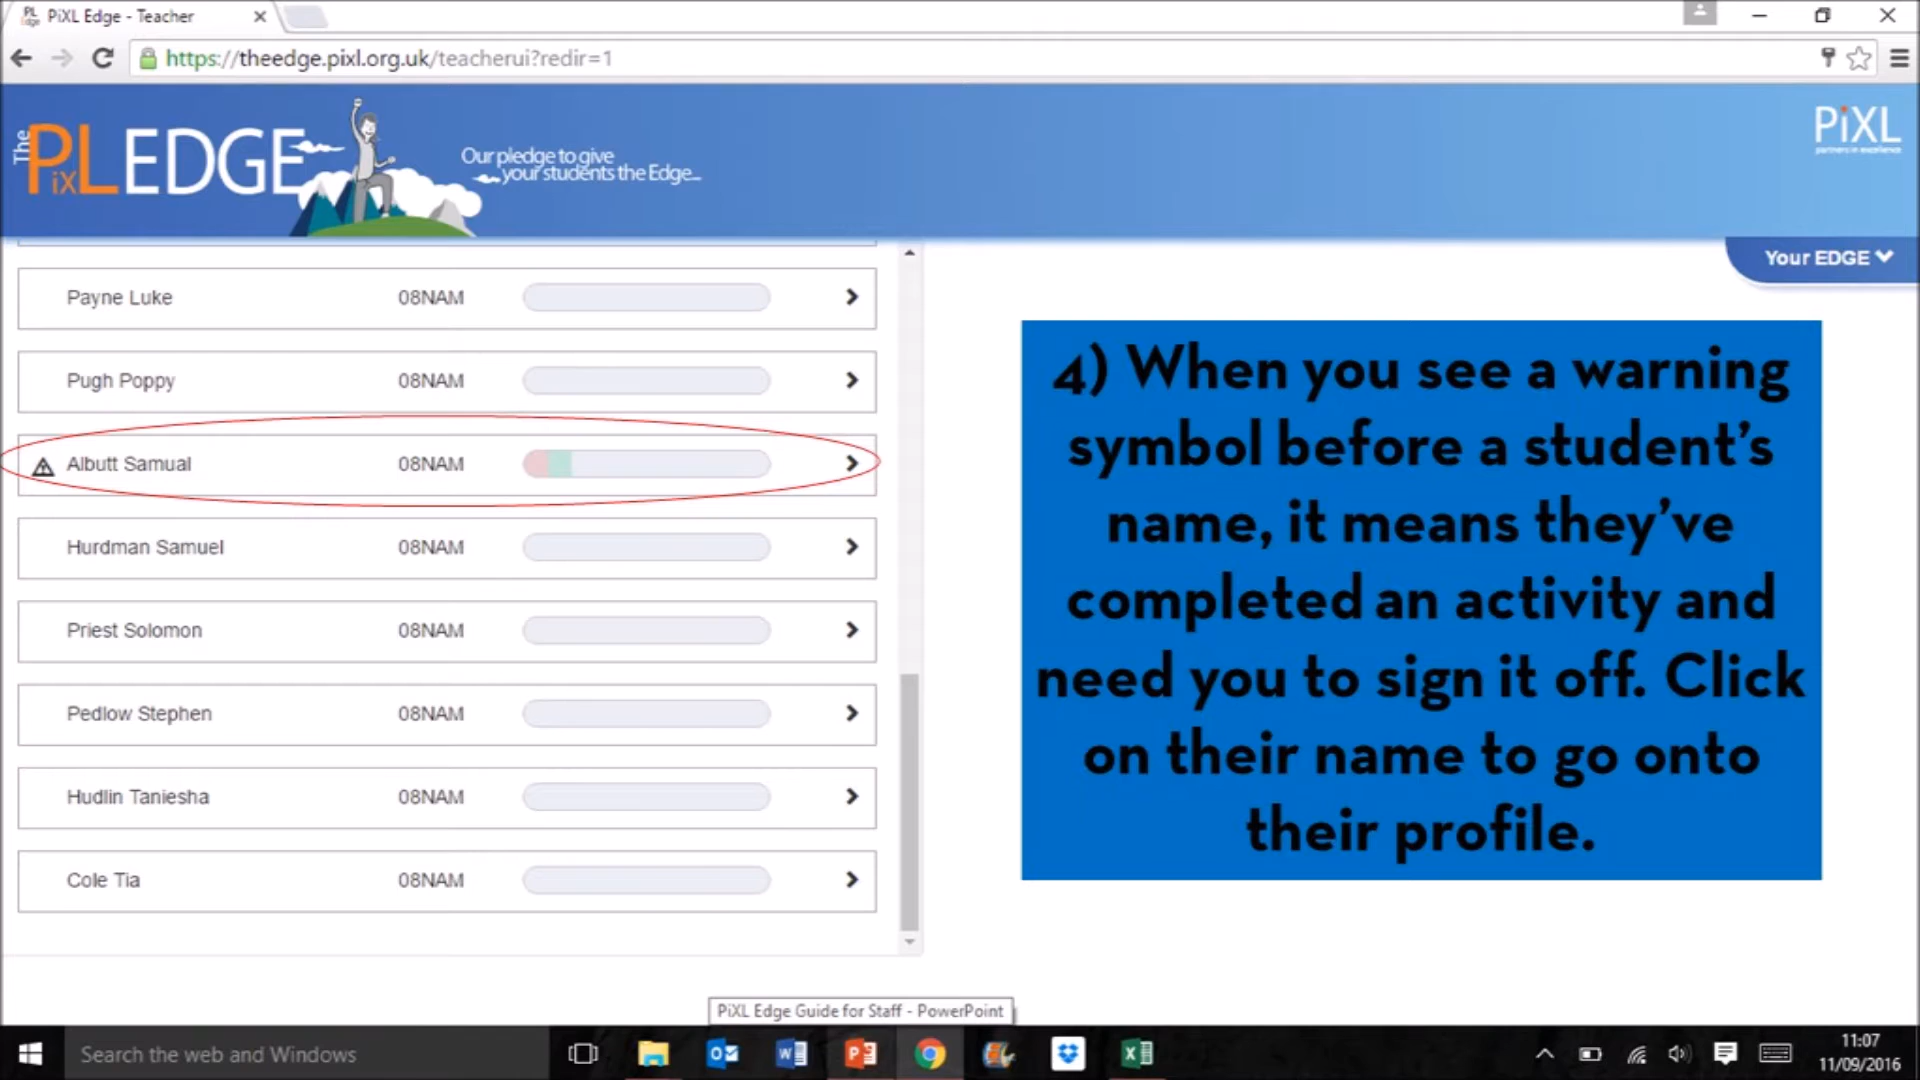 PiXL Edge - Teacher
https://theedge.pixl.org.uk/teacherui?redir=1
The PiXL EDGE
Our pledge to give
your students the Edge...
PiXL
partners in excellence
Your EDGE
Payne Luke 08NAM
Pugh Poppy 08NAM
Albutt Samual 08NAM
Hurdman Samuel 08NAM
Priest Solomon 08NAM
Pedlow Stephen 08NAM
Hudlin Taniesha 08NAM
Cole Tia 08NAM
4) When you see a warning
symbol before a student's
name, it means they've
completed an activity and
need you to sign it off. Click
on their name to go onto
their profile.
PiXL Edge Guide for Staff - PowerPoint
Search the web and Windows
11:07
11/09/2016